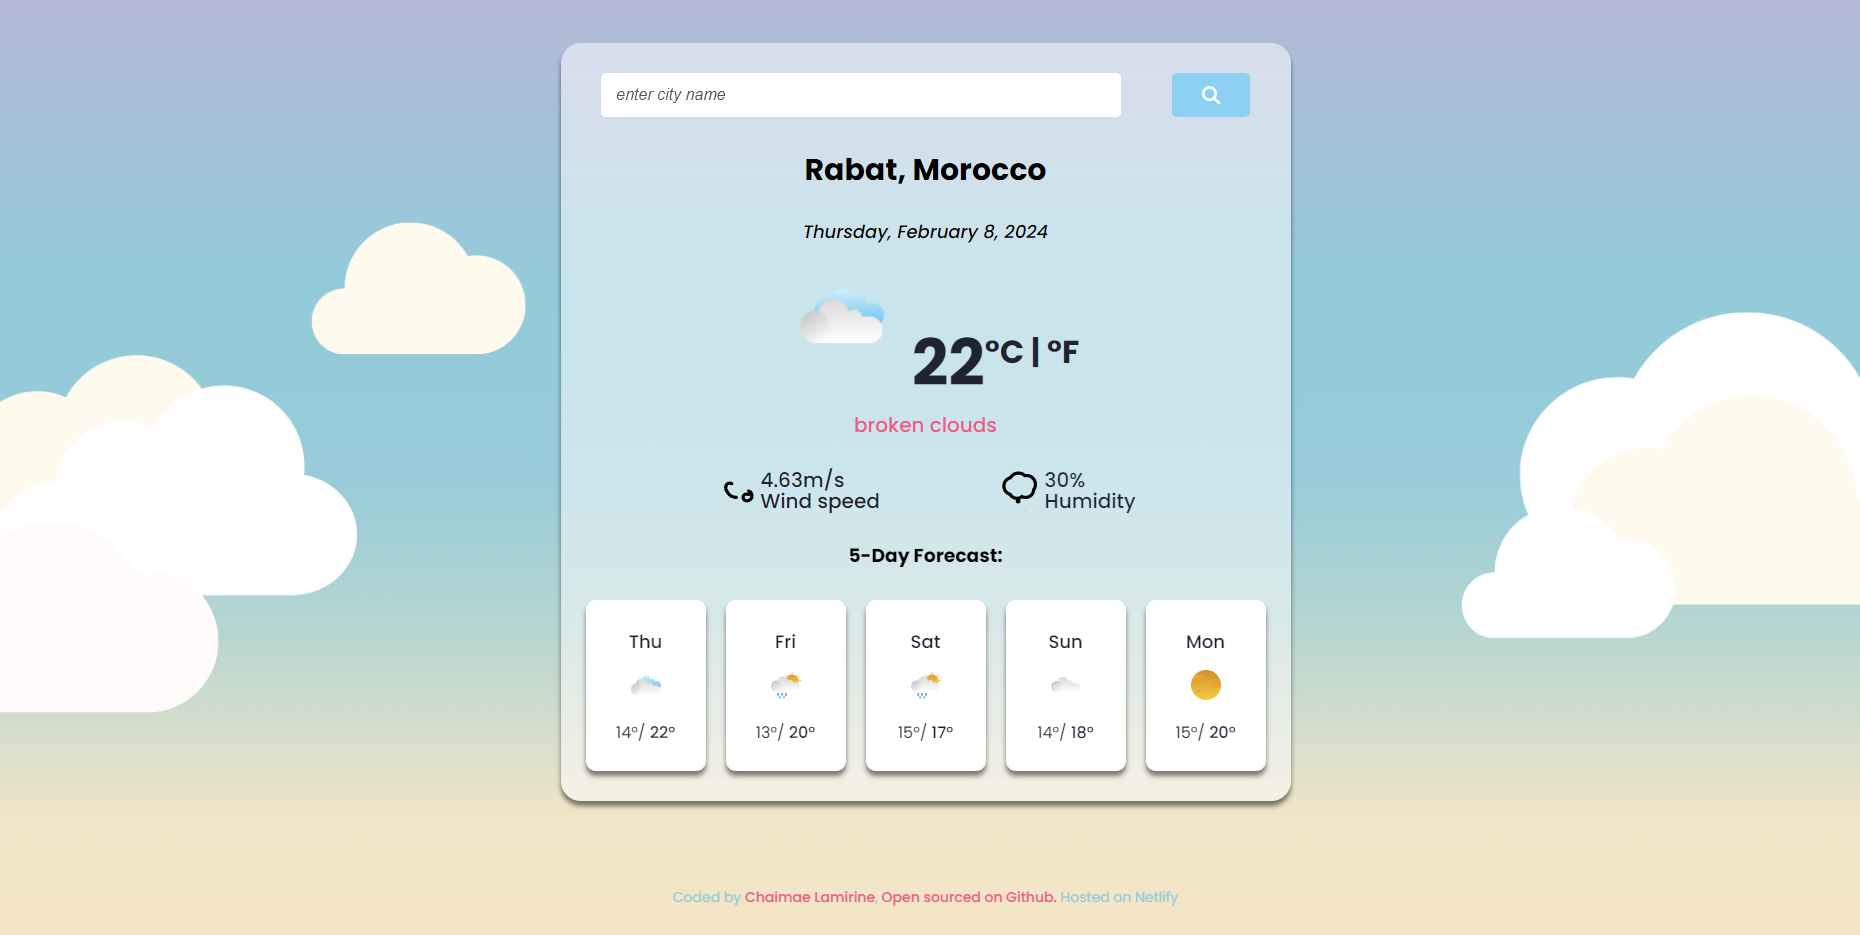 enter city name
Rabat, Morocco
Thursday, February 8, 2024
22°C | °F
broken clouds
4.63m/s
Wind speed
30%
Humidity
5-Day Forecast:
Thu
14°/ 22°
Fri
13°/ 20°
Sat
15°/ 17°
Sun
14°/ 18°
Mon
15°/ 20°
Coded by Chaimae Lamirine, Open sourced on Github. Hosted on Netlify